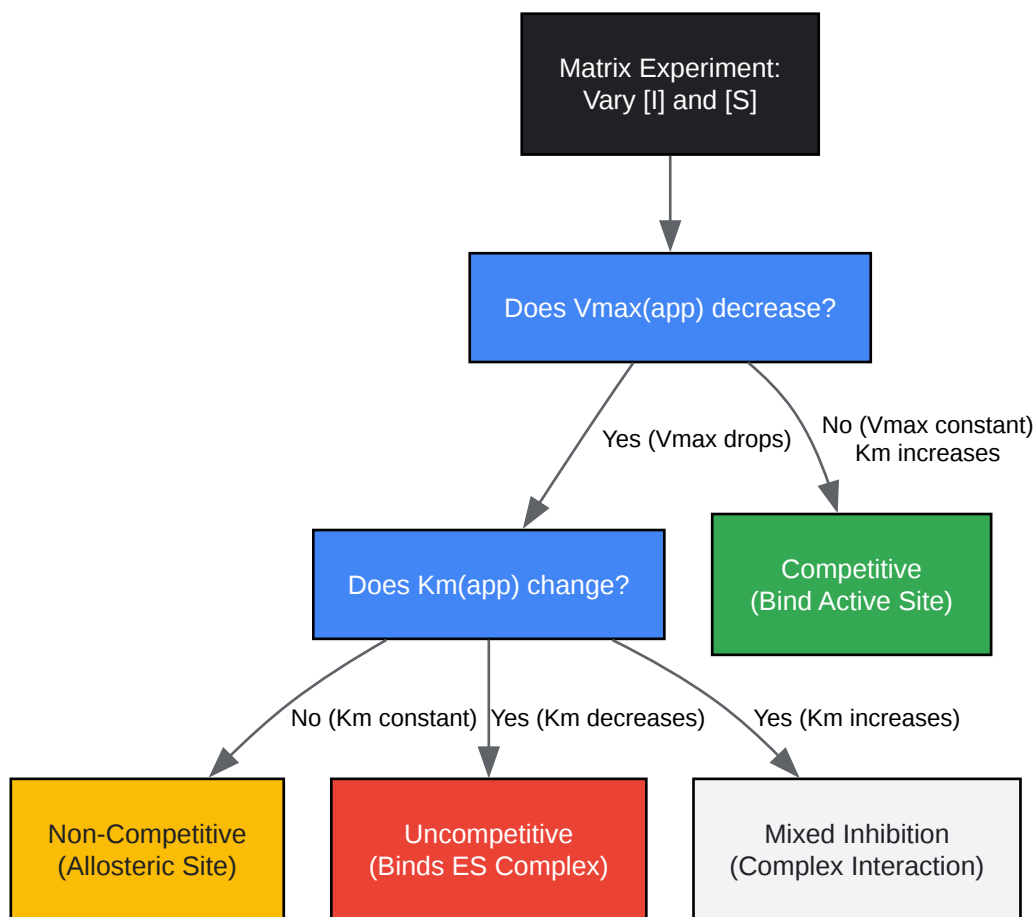 Matrix Experiment:
Vary [I] and [S]
Does Vmax(app) decrease?
Yes (Vmax drops)
No (Vmax constant)
Km increases
Does Km(app) change?
Competitive
(Bind Active Site)
No (Km constant)
Yes (Km decreases)
Yes (Km increases)
Non-Competitive
(Allosteric Site)
Uncompetitive
(Binds ES Complex)
Mixed Inhibition
(Complex Interaction)